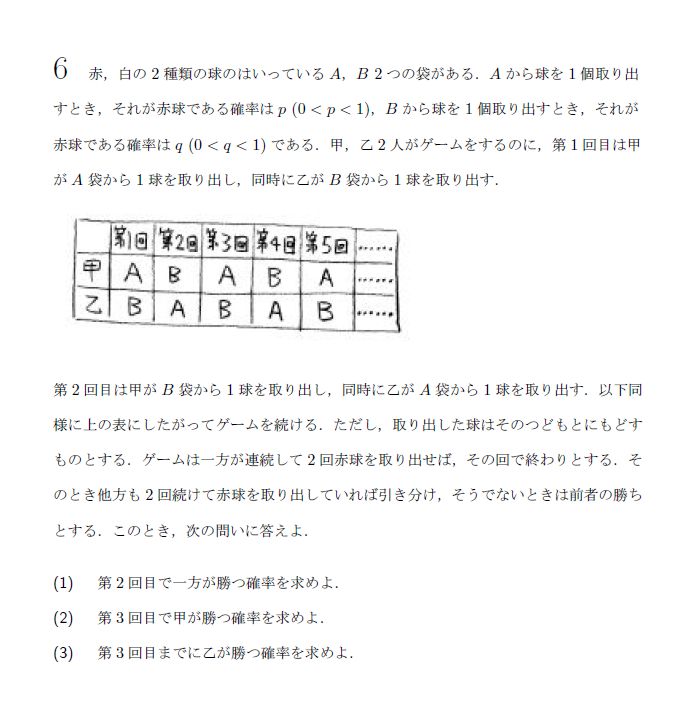 6 赤，白の 2 種類の球のはいっている A，B 2 つの袋がある．A から球を 1 個取り出
すとき，それが赤球である確率は p (0 < p < 1)，B から球を 1 個取り出すとき，それが
赤球である確率は q (0 < q < 1) である．甲，乙 2 人がゲームをするのに，第 1 回目は甲
が A 袋から 1 球を取り出し，同時に乙が B 袋から 1 球を取り出す．
第1回 第2回 第3回 第4回 第5回 ……
甲 A B A B A ……
乙 B A B A B ……
第 2 回目は甲が B 袋から 1 球を取り出し，同時に乙が A 袋から 1 球を取り出す．以下同
様に上の表にしたがってゲームを続ける．ただし，取り出した球はそのつどもとにもどす
ものとする．ゲームは一方が連続して 2 回赤球を取り出せば，その回で終わりとする．そ
のとき他方も 2 回続けて赤球を取り出していれば引き分け，そうでないときは前者の勝ち
とする．このとき，次の問いに答えよ．
(1) 第 2 回目で一方が勝つ確率を求めよ．
(2) 第 3 回目で甲が勝つ確率を求めよ．
(3) 第 3 回目までに乙が勝つ確率を求めよ．